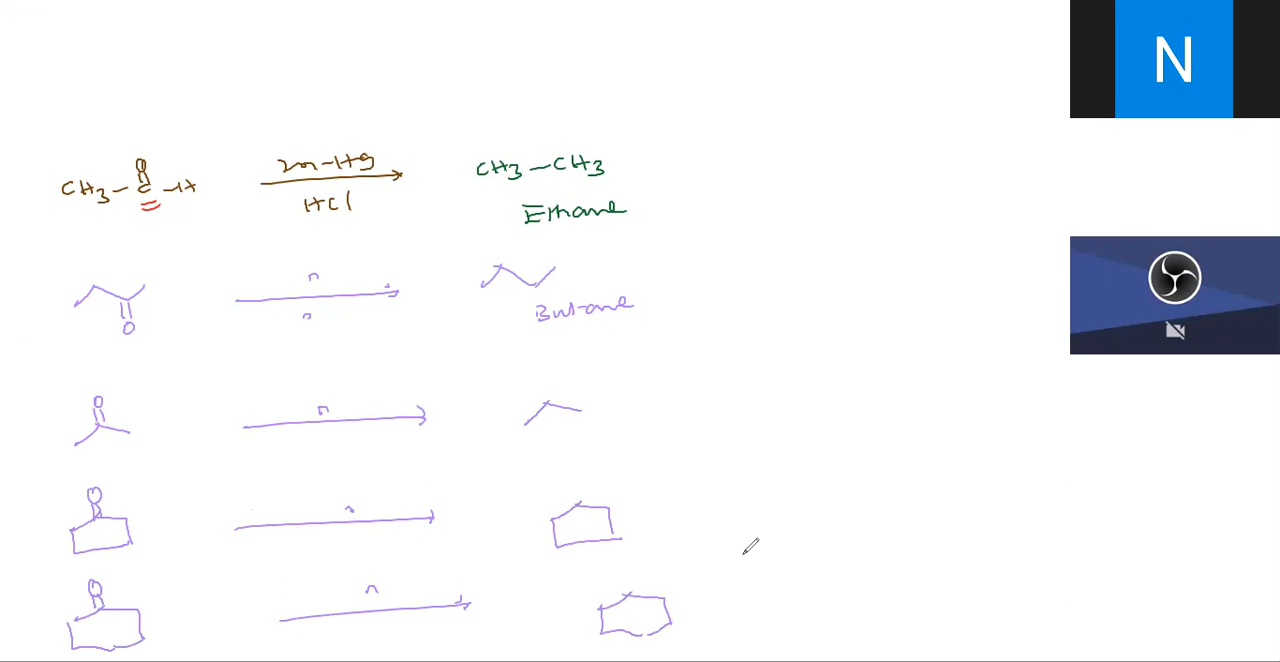 N
O
CH3-C-H
Zn-Hg
HCl
CH3-CH3
Ethane
"
"
O
Butane
O
"
O
"
O
"